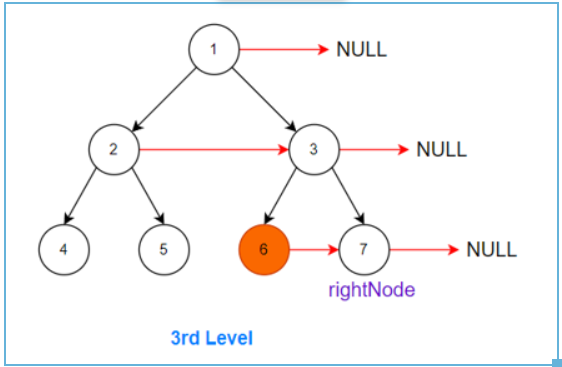 1 NULL
2 3 NULL
4 5 6 7 NULL
rightNode
3rd Level